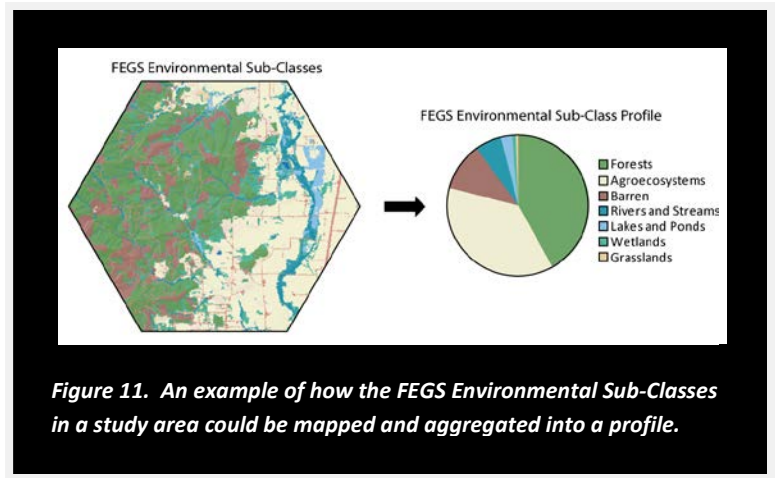 FEGS Environmental Sub-Classes
FEGS Environmental Sub-Class Profile
Forests
Agroecosystems
Barren
Rivers and Streams
Lakes and Ponds
Wetlands
Grasslands
Figure 11. An example of how the FEGS Environmental Sub-Classes
in a study area could be mapped and aggregated into a profile.